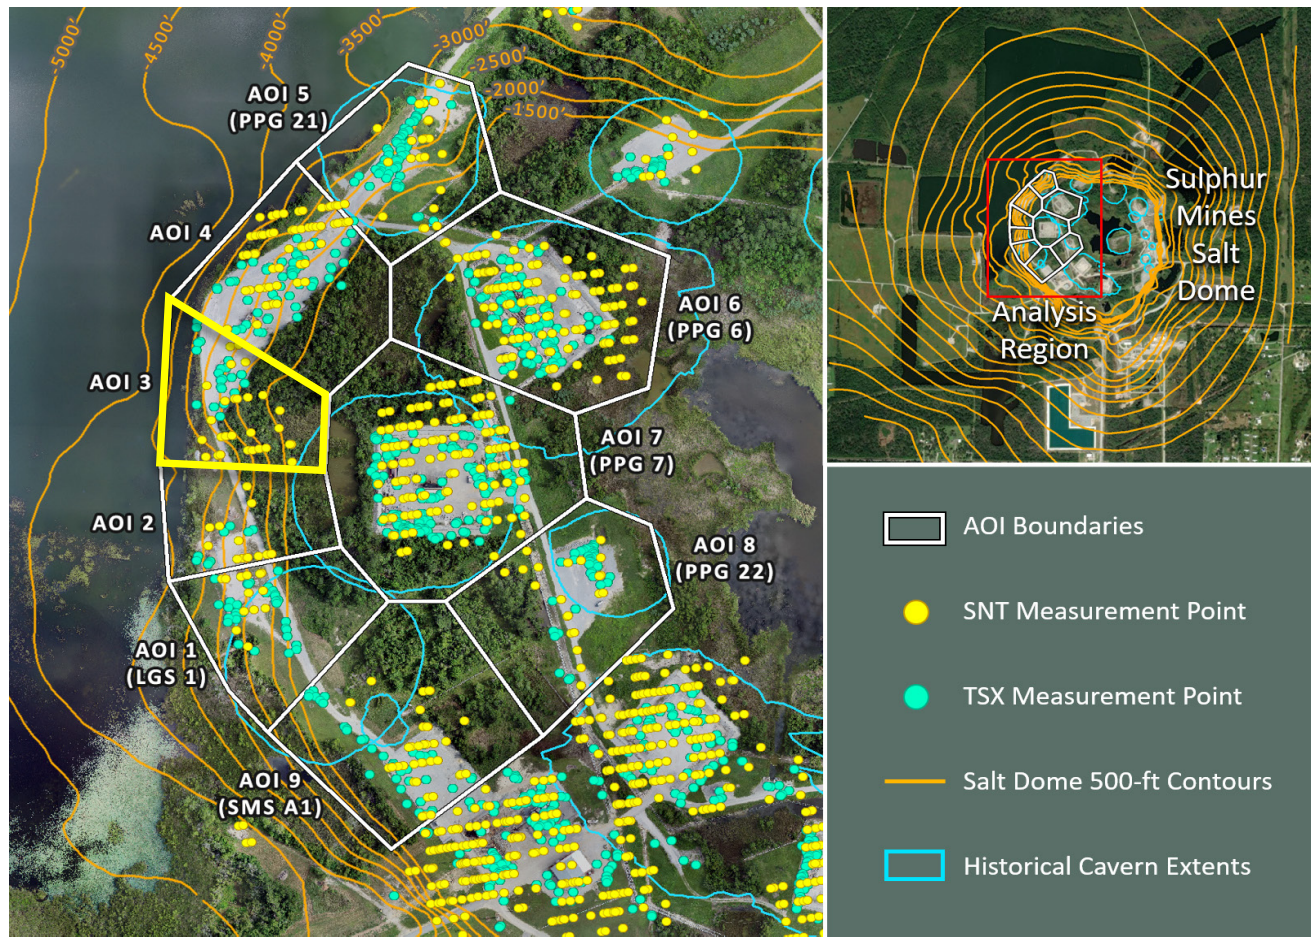 -5000'
-4500'
-4000'
-3500'
-3000'
-2500'
-2000'
-1500'
AOI 5
(PPG 21)
AOI 4
AOI 3
AOI 2
AOI 1
(LGS 1)
AOI 9
(SMS A1)
AOI 6
(PPG 6)
AOI 7
(PPG 7)
AOI 8
(PPG 22)
Sulphur
Mines
Salt
Dome
Analysis
Region
AOI Boundaries
SNT Measurement Point
TSX Measurement Point
Salt Dome 500-ft Contours
Historical Cavern Extents